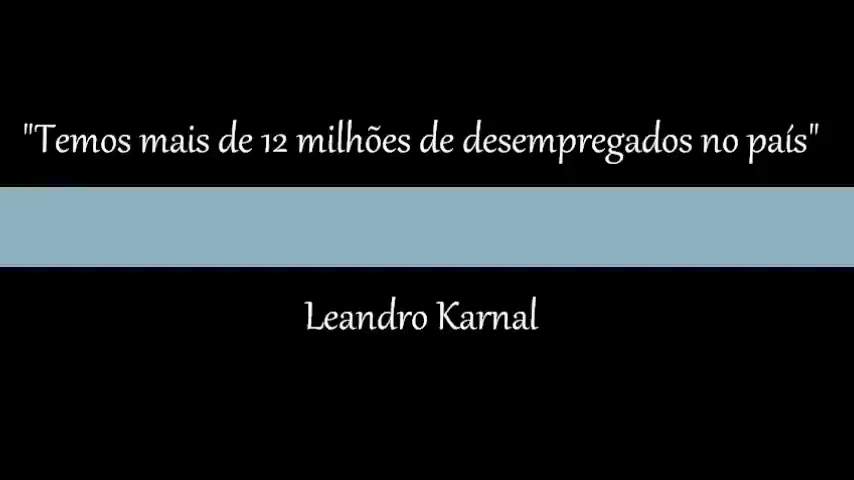 "Temos mais de 12 milhões de desempregados no país"
Leandro Karnal